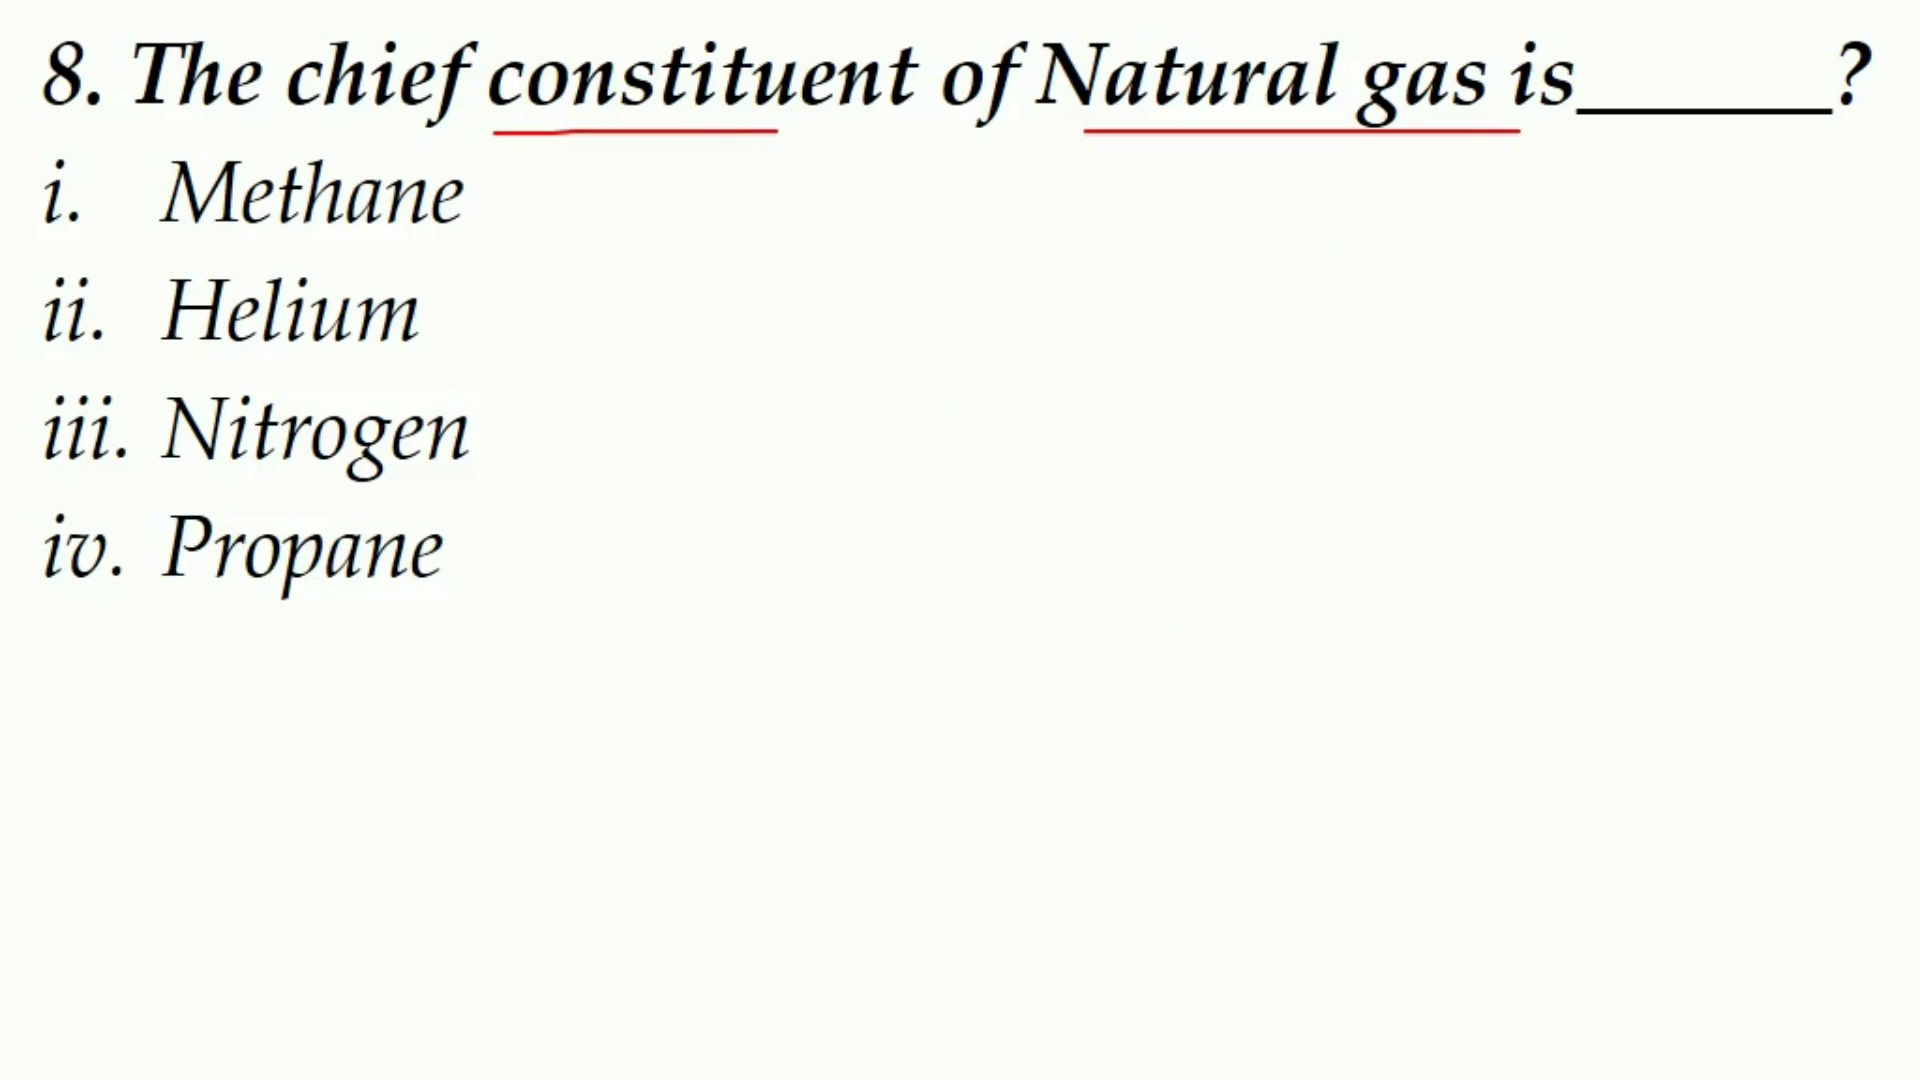 8. The chief constituent of Natural gas is______?
i. Methane
ii. Helium
iii. Nitrogen
iv. Propane